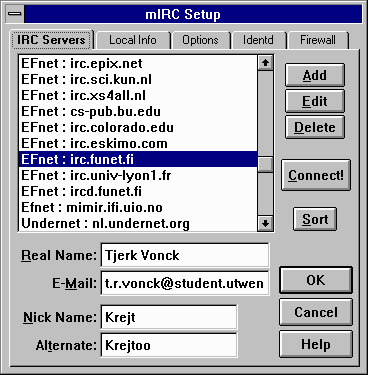 mIRC Setup
IRC Servers Local Info Options Identd Firewall
EFnet : irc.epix.net
EFnet : irc.sci.kun.nl
EFnet : irc.xs4all.nl
EFnet : cs-pub.bu.edu
EFnet : irc.colorado.edu
EFnet : irc.eskimo.com
EFnet : irc.funet.fi
EFnet : irc.univ-lyon1.fr
EFnet : ircd.funet.fi
Efnet : mimir.ifi.uio.no
Undernet : nl.undernet.org
Add
Edit
Delete
Connect!
Sort
Real Name: Tjerk Vonck
E-Mail: t.r.vonck@student.utwen
Nick Name: Krejt
Alternate: Krejtoo
OK
Cancel
Help